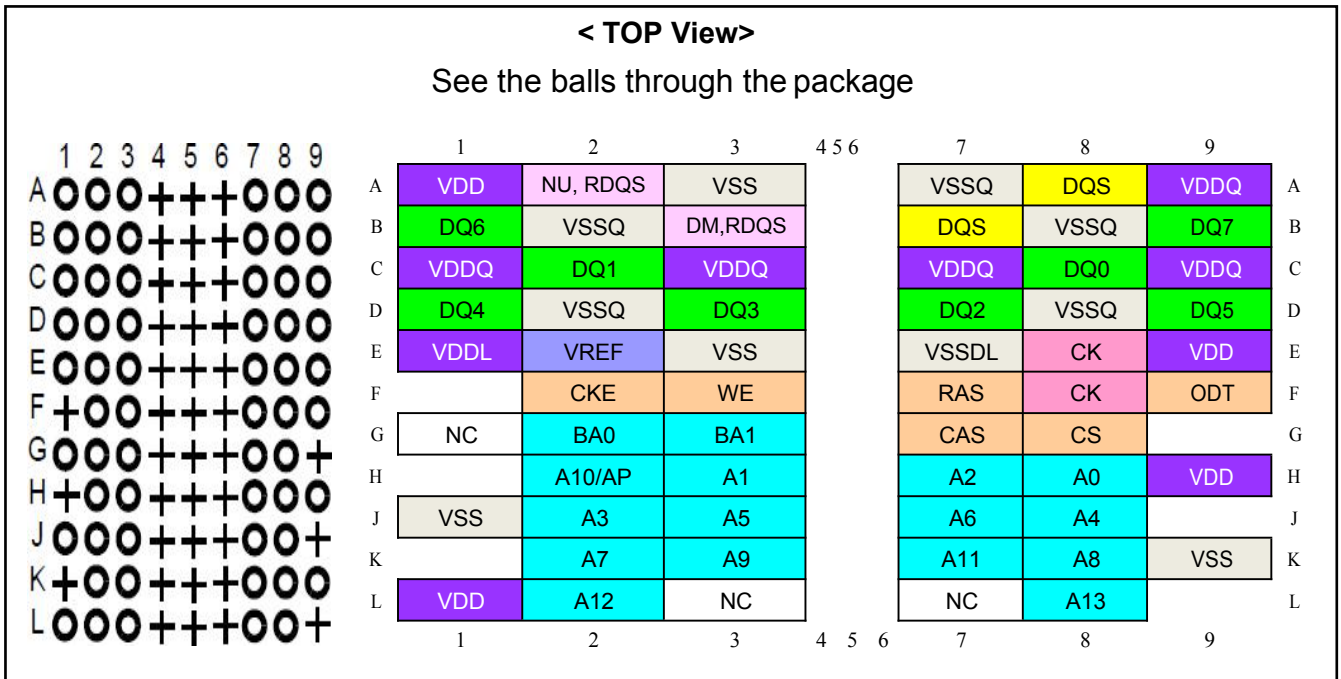 < TOP View>
See the balls through the package
1 2 3 4 5 6 7 8 9
A
B
C
D
E
F
G
H
J
K
L
1 2 3 4 5 6 7 8 9
A VDD NU, RDQS VSS VSSQ DQS VDDQ A
B DQ6 VSSQ DM,RDQS DQS VSSQ DQ7 B
C VDDQ DQ1 VDDQ VDDQ DQ0 VDDQ C
D DQ4 VSSQ DQ3 DQ2 VSSQ DQ5 D
E VDDL VREF VSS VSSDL CK VDD E
F CKE WE RAS CK ODT F
G NC BA0 BA1 CAS CS G
H A10/AP A1 A2 A0 VDD H
J VSS A3 A5 A6 A4 J
K A7 A9 A11 A8 VSS K
L VDD A12 NC NC A13 L
1 2 3 4 5 6 7 8 9